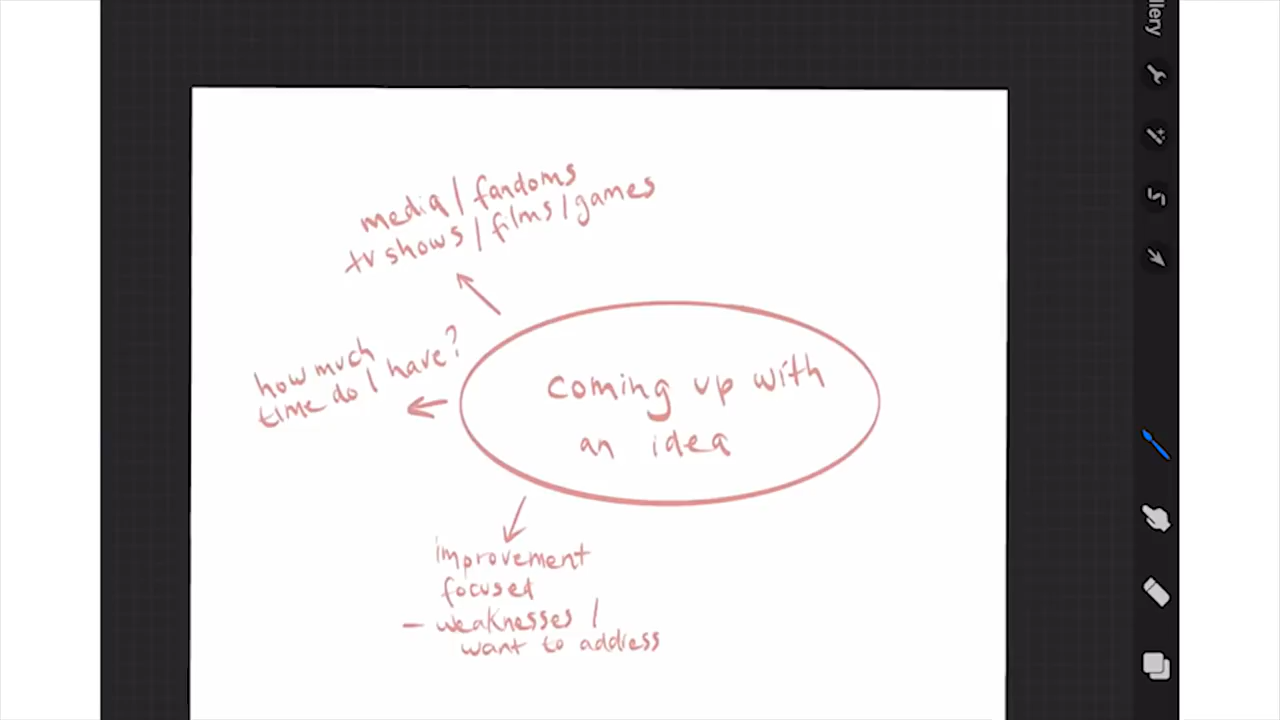 llery
media / fandoms
tv shows / films / games
how much
time do I have?
coming up with
an idea
improvement
focused
- weaknesses /
want to address